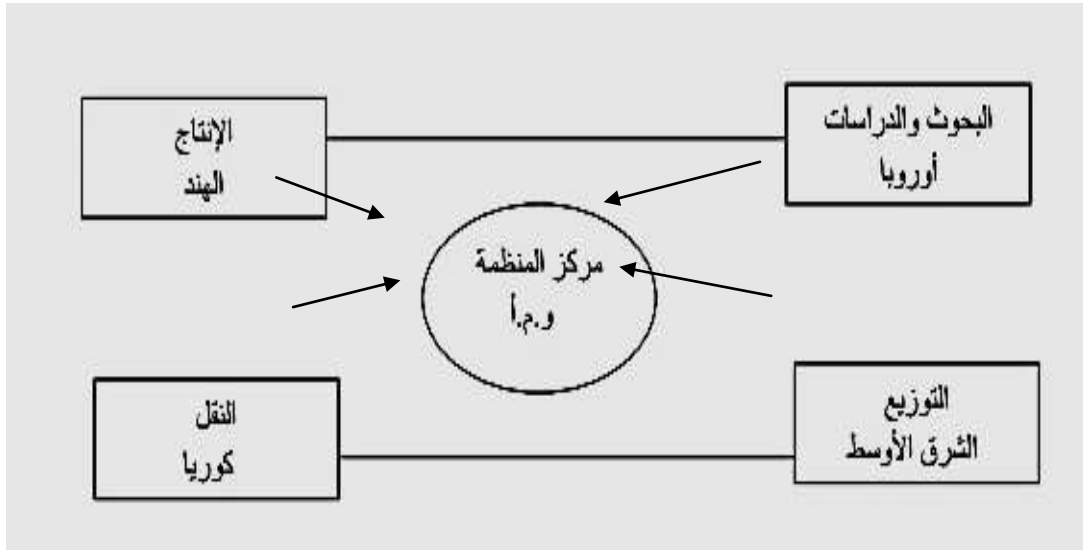 البحوث والدراسات
أوروبا
الإنتاج
الهند
مركز المنظمة
و.م.أ
التوزيع
الشرق الأوسط
النقل
كوريا